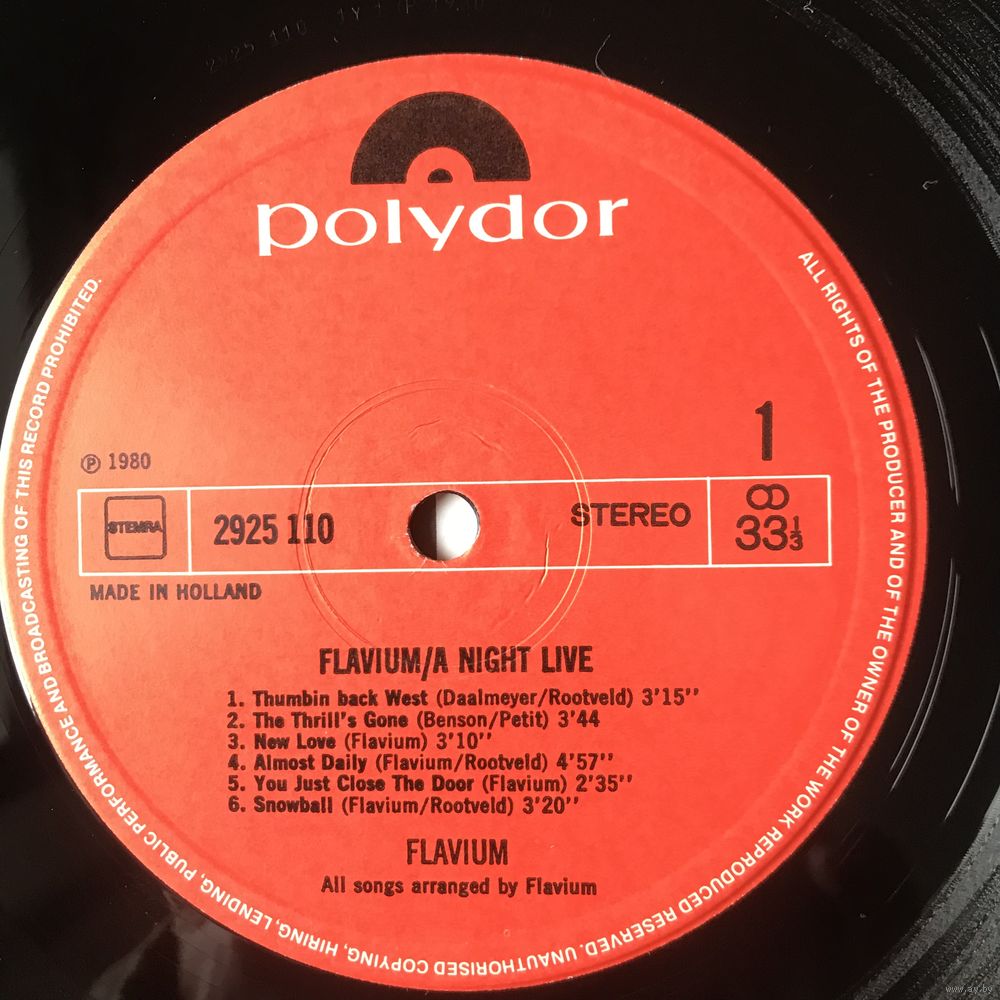 polydor
ALL RIGHTS OF THE PRODUCER AND OF THE OWNER OF THE WORK REPRODUCED RESERVED. UNAUTHORISED COPYING, HIRING, LENDING, PUBLIC PERFORMANCE AND BROADCASTING OF THIS RECORD PROHIBITED.
1
℗ 1980
STEMRA
2925 110
STEREO
33⅓
MADE IN HOLLAND
FLAVIUM/A NIGHT LIVE
1. Thumbin back West (Daalmeyer/Rootveld) 3'15''
2. The Thrill's Gone (Benson/Petit) 3'44
3. New Love (Flavium) 3'10''
4. Almost Daily (Flavium/Rootveld) 4'57''
5. You Just Close The Door (Flavium) 2'35''
6. Snowball (Flavium/Rootveld) 3'20''
FLAVIUM
All songs arranged by Flavium
www.ay.by